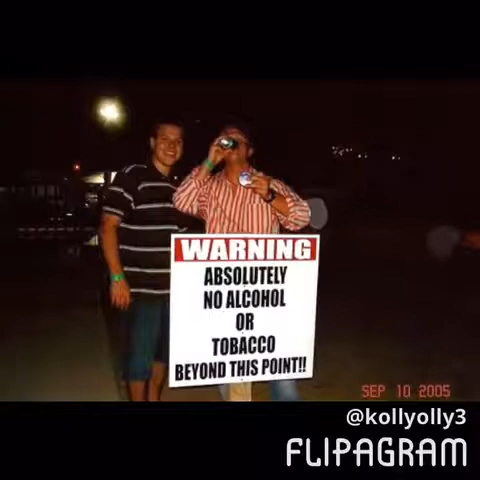 WARNING
ABSOLUTELY
NO ALCOHOL
OR
TOBACCO
BEYOND THIS POINT!!
SEP 10 2005
@kollyolly3
FLIPAGRAM